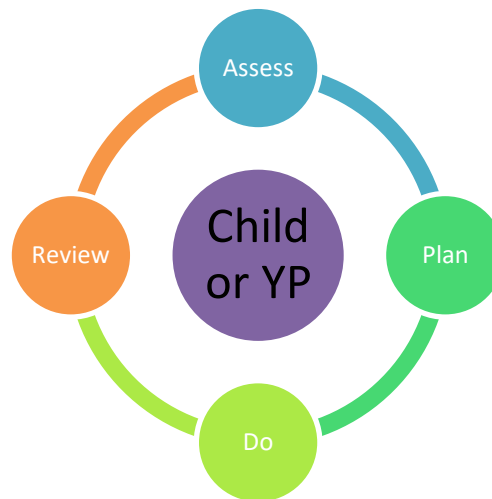 Assess
Child
or YP
Review
Plan
Do